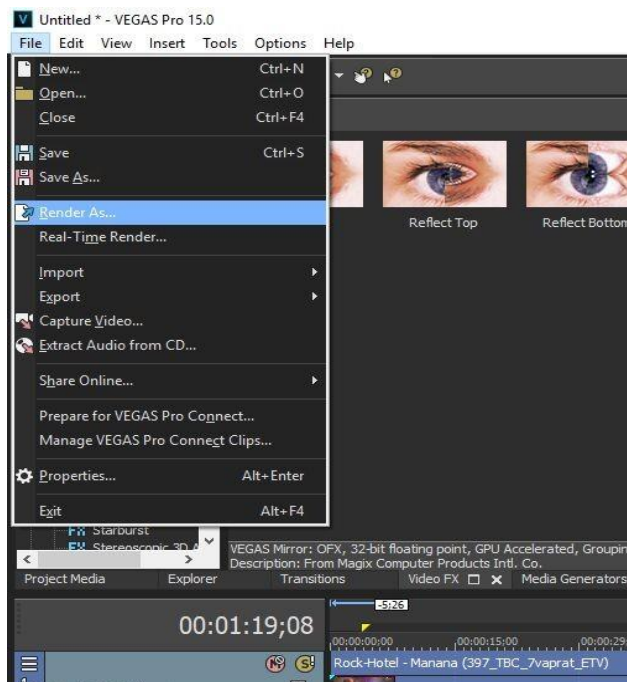 Untitled * - VEGAS Pro 15.0
File Edit View Insert Tools Options Help
New... Ctrl+N
Open... Ctrl+O
Close Ctrl+F4
Save Ctrl+S
Save As...
Render As...
Real-Time Render...
Import
Export
Capture Video...
Extract Audio from CD...
Share Online...
Prepare for VEGAS Pro Connect...
Manage VEGAS Pro Connect Clips...
Properties... Alt+Enter
Exit Alt+F4
Reflect Top Reflect Bottom
FX Starburst
FX Stereoscopic 3D A
VEGAS Mirror: OFX, 32-bit floating point, GPU Accelerated, Groupin
Description: From Magix Computer Products Intl. Co.
Project Media Explorer Transitions Video FX Media Generators
-5:26
00:01:19;08
00:00:00:00 00:00:15:00 00:00:29:
Rock-Hotel - Manana (397_TBC_7vaprat_ETV)